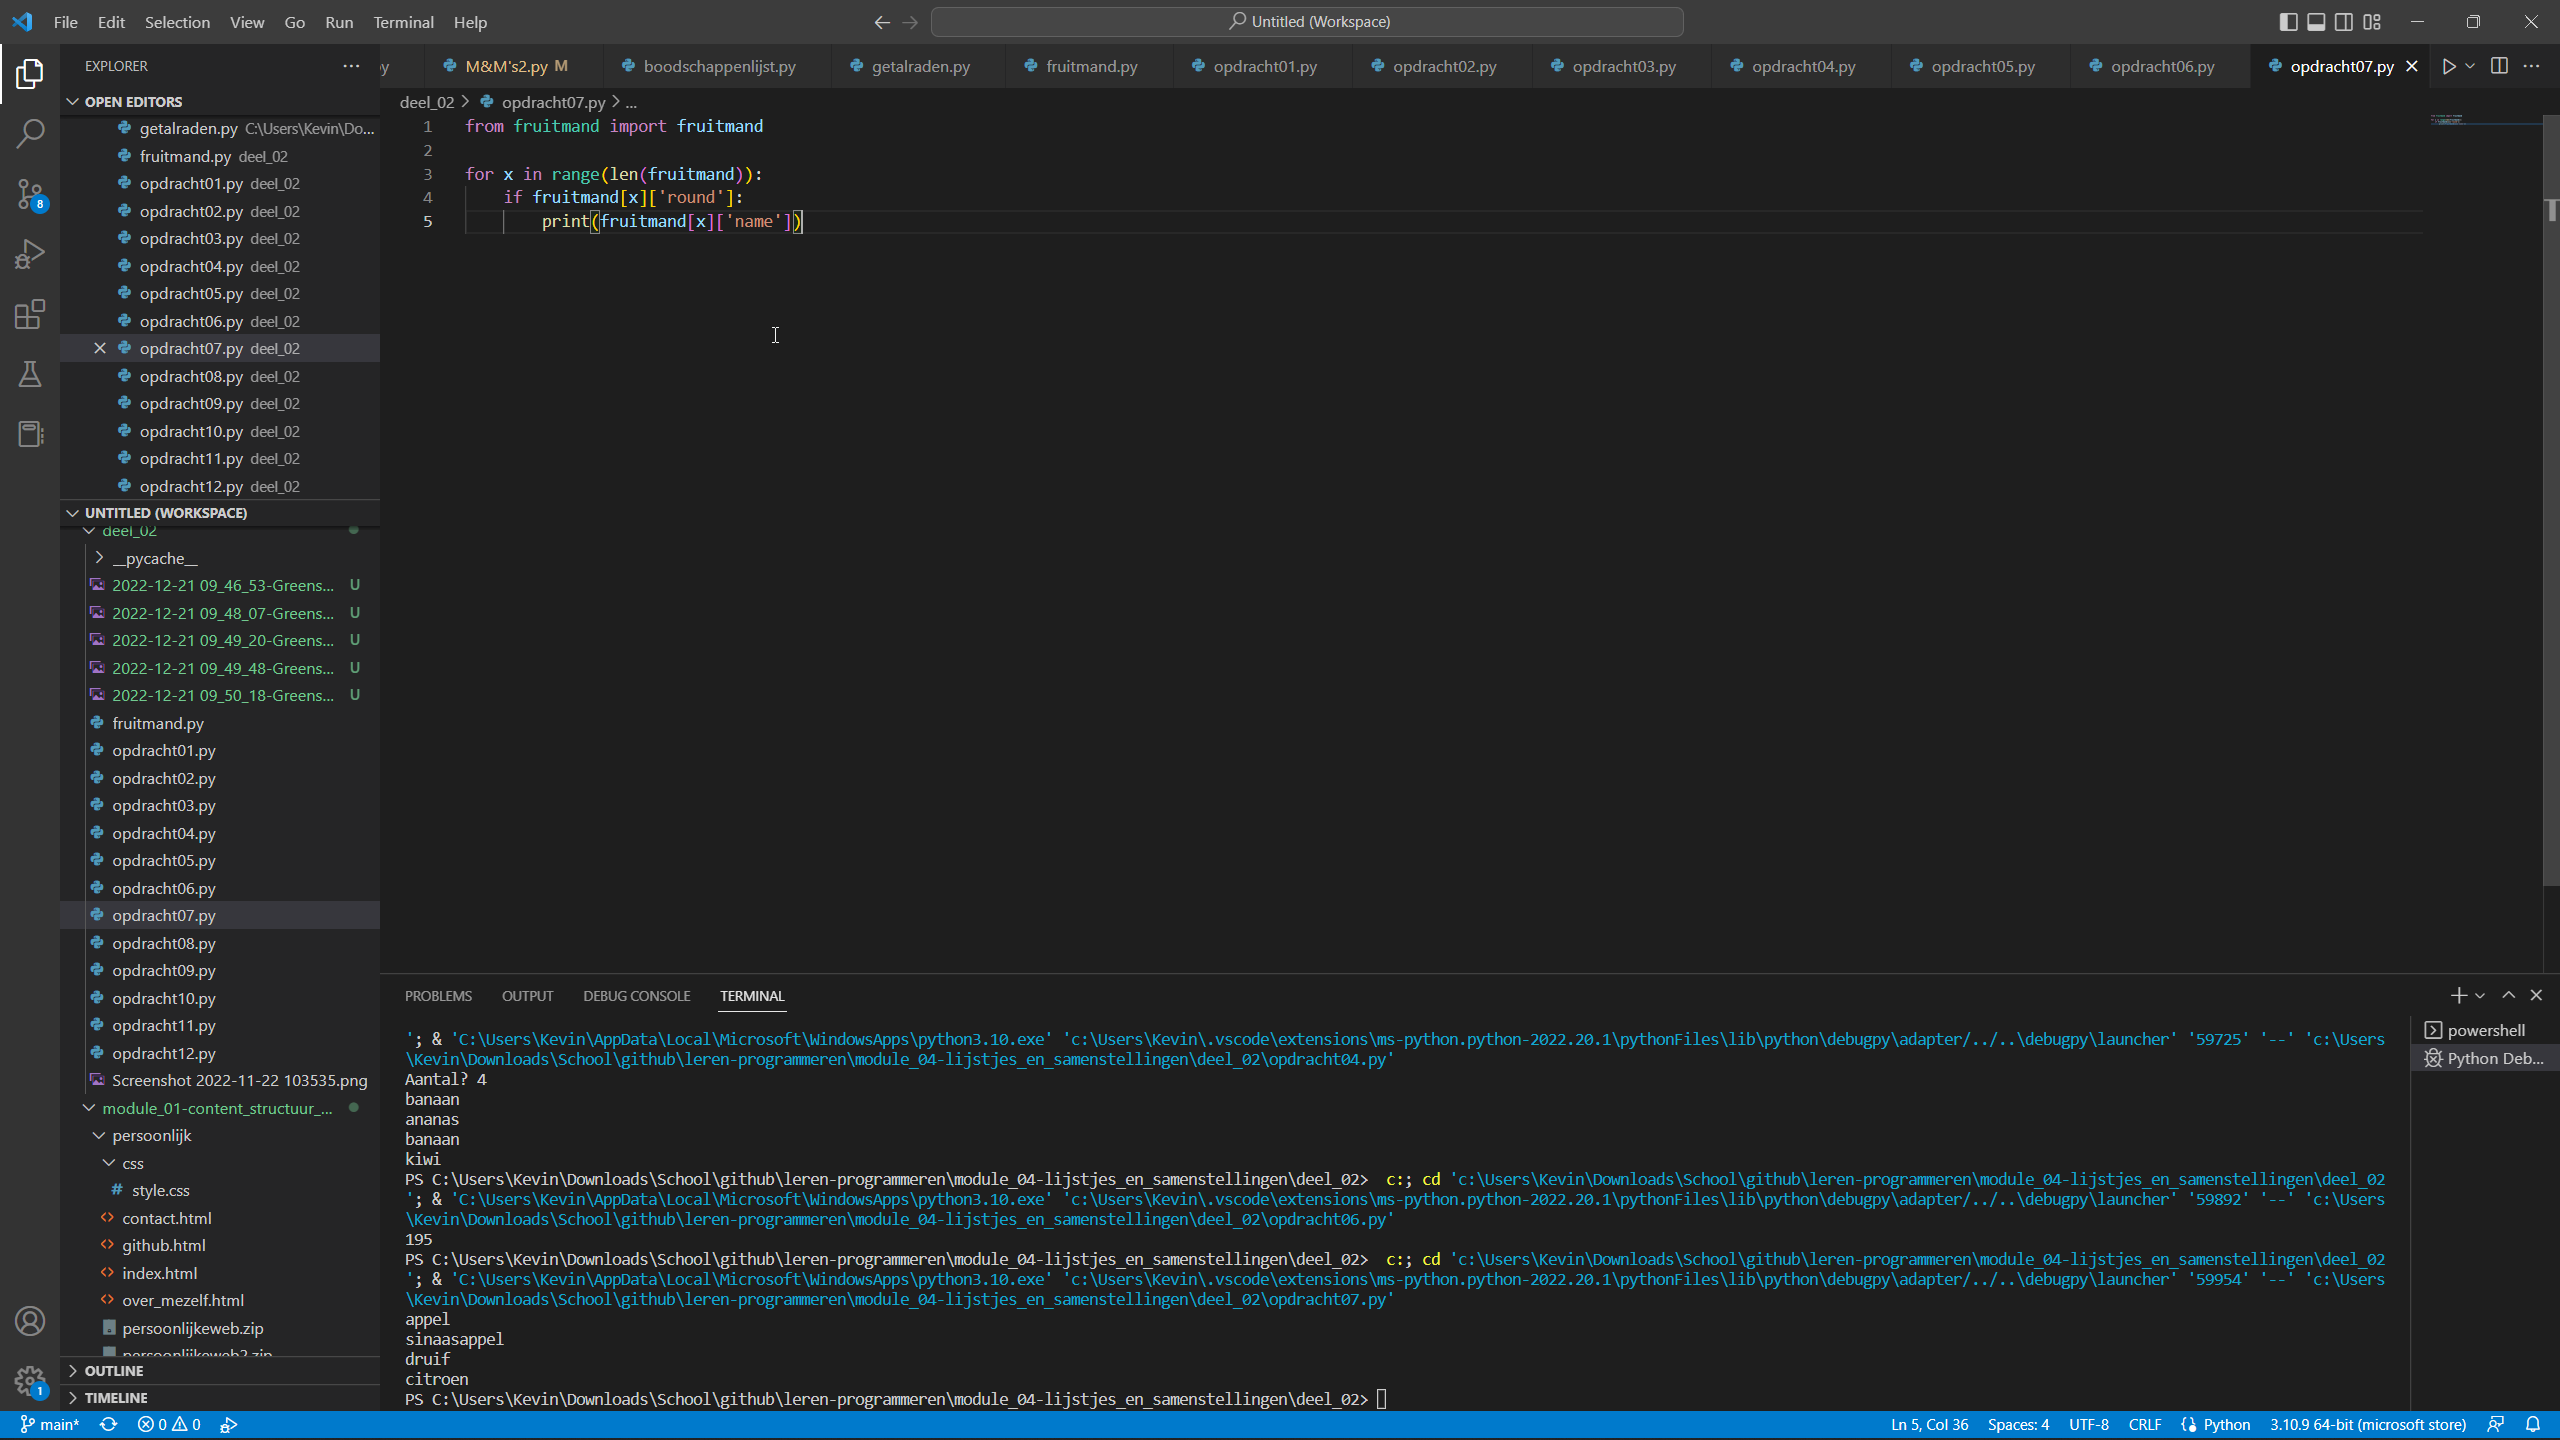 File Edit Selection View Go Run Terminal Help
Untitled (Workspace)
EXPLORER
OPEN EDITORS
getalraden.py C:\Users\Kevin\Do...
fruitmand.py deel_02
opdracht01.py deel_02
opdracht02.py deel_02
opdracht03.py deel_02
opdracht04.py deel_02
opdracht05.py deel_02
opdracht06.py deel_02
opdracht07.py deel_02
opdracht08.py deel_02
opdracht09.py deel_02
opdracht10.py deel_02
opdracht11.py deel_02
opdracht12.py deel_02
UNTITLED (WORKSPACE)
deel_02
__pycache__
2022-12-21 09_46_53-Greens... U
2022-12-21 09_48_07-Greens... U
2022-12-21 09_49_20-Greens... U
2022-12-21 09_49_48-Greens... U
2022-12-21 09_50_18-Greens... U
fruitmand.py
opdracht01.py
opdracht02.py
opdracht03.py
opdracht04.py
opdracht05.py
opdracht06.py
opdracht07.py
opdracht08.py
opdracht09.py
opdracht10.py
opdracht11.py
opdracht12.py
Screenshot 2022-11-22 103535.png
module_01-content_structuur_...
persoonlijk
css
# style.css
<> contact.html
<> github.html
<> index.html
<> over_mezelf.html
persoonlijkeweb.zip
persoonlijkeweb2.zip
OUTLINE
TIMELINE
8
1
y M&M's2.py M boodschappenlijst.py getalraden.py fruitmand.py opdracht01.py opdracht02.py opdracht03.py opdracht04.py opdracht05.py opdracht06.py opdracht07.py
deel_02 > opdracht07.py > ...
1 from fruitmand import fruitmand
2
3 for x in range(len(fruitmand)):
4 if fruitmand[x]['round']:
5 print(fruitmand[x]['name'])
PROBLEMS OUTPUT DEBUG CONSOLE TERMINAL
powershell
Python Deb...
'; & 'C:\Users\Kevin\AppData\Local\Microsoft\WindowsApps\python3.10.exe' 'c:\Users\Kevin\.vscode\extensions\ms-python.python-2022.20.1\pythonFiles\lib\python\debugpy\adapter/../..\debugpy\launcher' '59725' '--' 'c:\Users
\Kevin\Downloads\School\github\leren-programmeren\module_04-lijstjes_en_samenstellingen\deel_02\opdracht04.py'
Aantal? 4
banaan
ananas
banaan
kiwi
PS C:\Users\Kevin\Downloads\School\github\leren-programmeren\module_04-lijstjes_en_samenstellingen\deel_02> c:; cd 'c:\Users\Kevin\Downloads\School\github\leren-programmeren\module_04-lijstjes_en_samenstellingen\deel_02
'; & 'C:\Users\Kevin\AppData\Local\Microsoft\WindowsApps\python3.10.exe' 'c:\Users\Kevin\.vscode\extensions\ms-python.python-2022.20.1\pythonFiles\lib\python\debugpy\adapter/../..\debugpy\launcher' '59892' '--' 'c:\Users
\Kevin\Downloads\School\github\leren-programmeren\module_04-lijstjes_en_samenstellingen\deel_02\opdracht06.py'
195
PS C:\Users\Kevin\Downloads\School\github\leren-programmeren\module_04-lijstjes_en_samenstellingen\deel_02> c:; cd 'c:\Users\Kevin\Downloads\School\github\leren-programmeren\module_04-lijstjes_en_samenstellingen\deel_02
'; & 'C:\Users\Kevin\AppData\Local\Microsoft\WindowsApps\python3.10.exe' 'c:\Users\Kevin\.vscode\extensions\ms-python.python-2022.20.1\pythonFiles\lib\python\debugpy\adapter/../..\debugpy\launcher' '59954' '--' 'c:\Users
\Kevin\Downloads\School\github\leren-programmeren\module_04-lijstjes_en_samenstellingen\deel_02\opdracht07.py'
appel
sinaasappel
druif
citroen
PS C:\Users\Kevin\Downloads\School\github\leren-programmeren\module_04-lijstjes_en_samenstellingen\deel_02>
main* 0 0 Ln 5, Col 36 Spaces: 4 UTF-8 CRLF Python 3.10.9 64-bit (microsoft store)